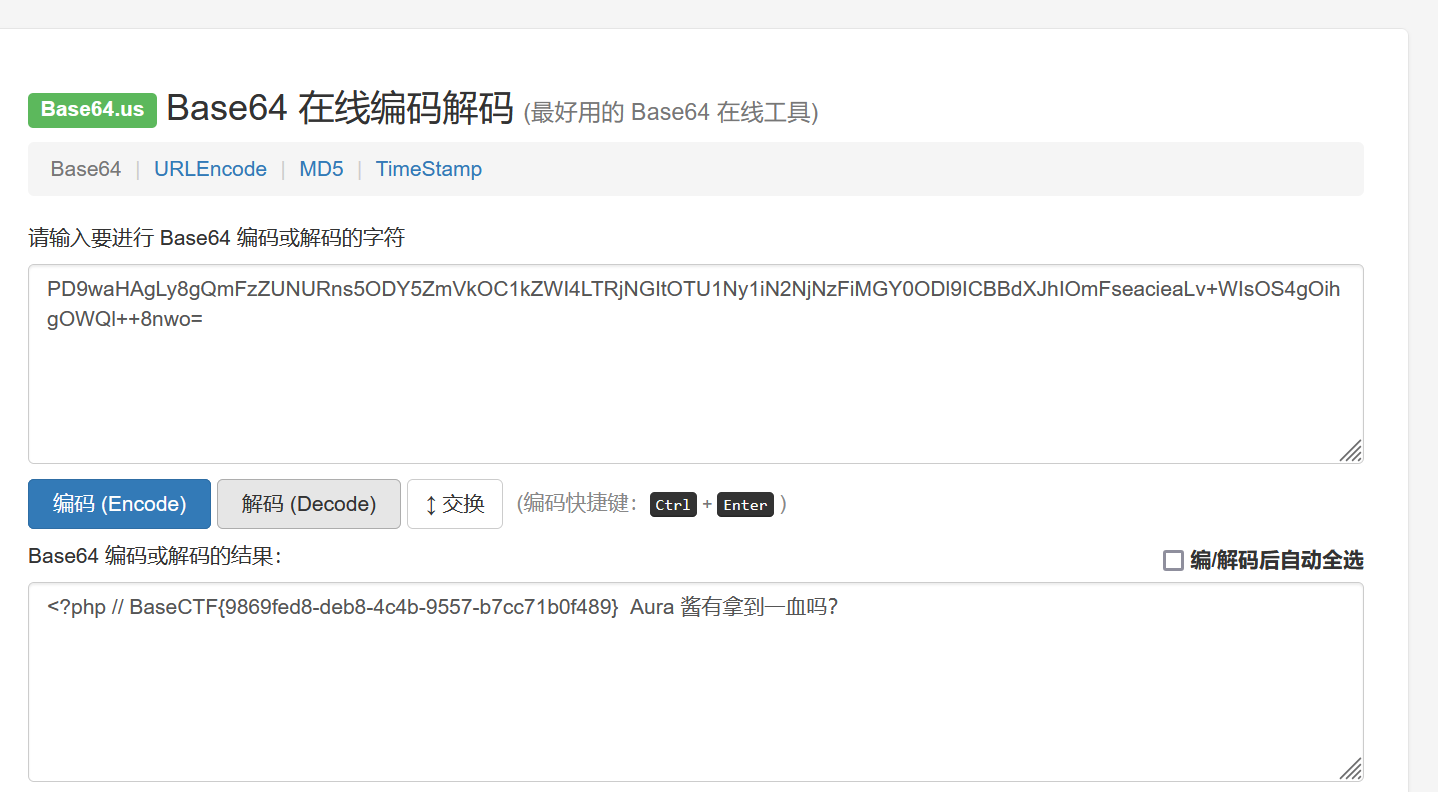 Base64.us Base64 在线编码解码 (最好用的 Base64 在线工具)
Base64 | URLEncode | MD5 | TimeStamp
请输入要进行 Base64 编码或解码的字符
PD9waHAgLy8gQmFzZUNURns5ODY5ZmVkOC1kZWI4LTRjNGItOTU1Ny1iN2NjNzFiMGY0ODl9ICBBdXJhIOmFseacieaLv+WIsOS4gOih
gOWQl++8nwo=
编码 (Encode) 解码 (Decode) ↕ 交换 (编码快捷键： Ctrl + Enter )
Base64 编码或解码的结果： 编/解码后自动全选
<?php // BaseCTF{9869fed8-deb8-4c4b-9557-b7cc71b0f489}  Aura 酱有拿到一血吗？